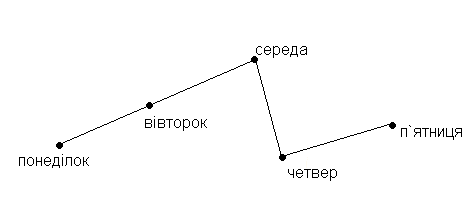 середа
вівторок
п`ятниця
понеділок
четвер